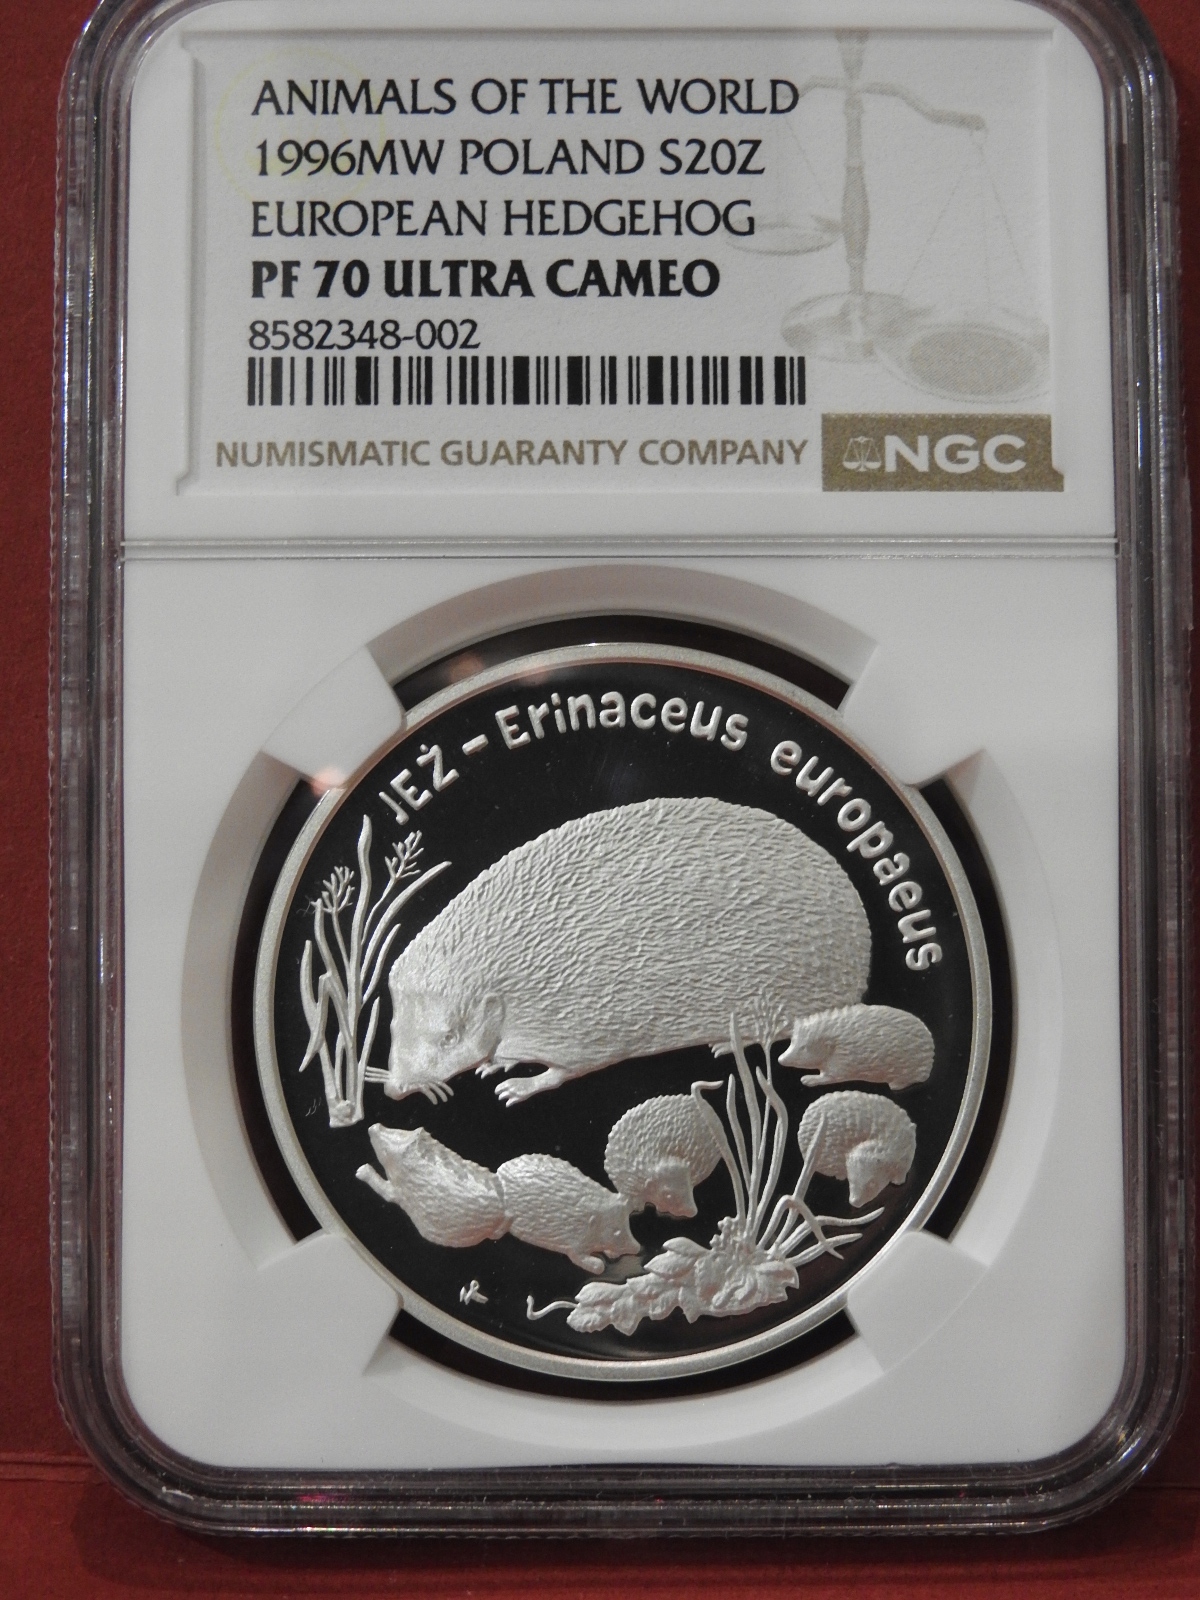 ANIMALS OF THE WORLD
1996MW POLAND S20Z
EUROPEAN HEDGEHOG
PF 70 ULTRA CAMEO
8582348-002
NUMISMATIC GUARANTY COMPANY
NGC
JEŻ - Erinaceus europaeus